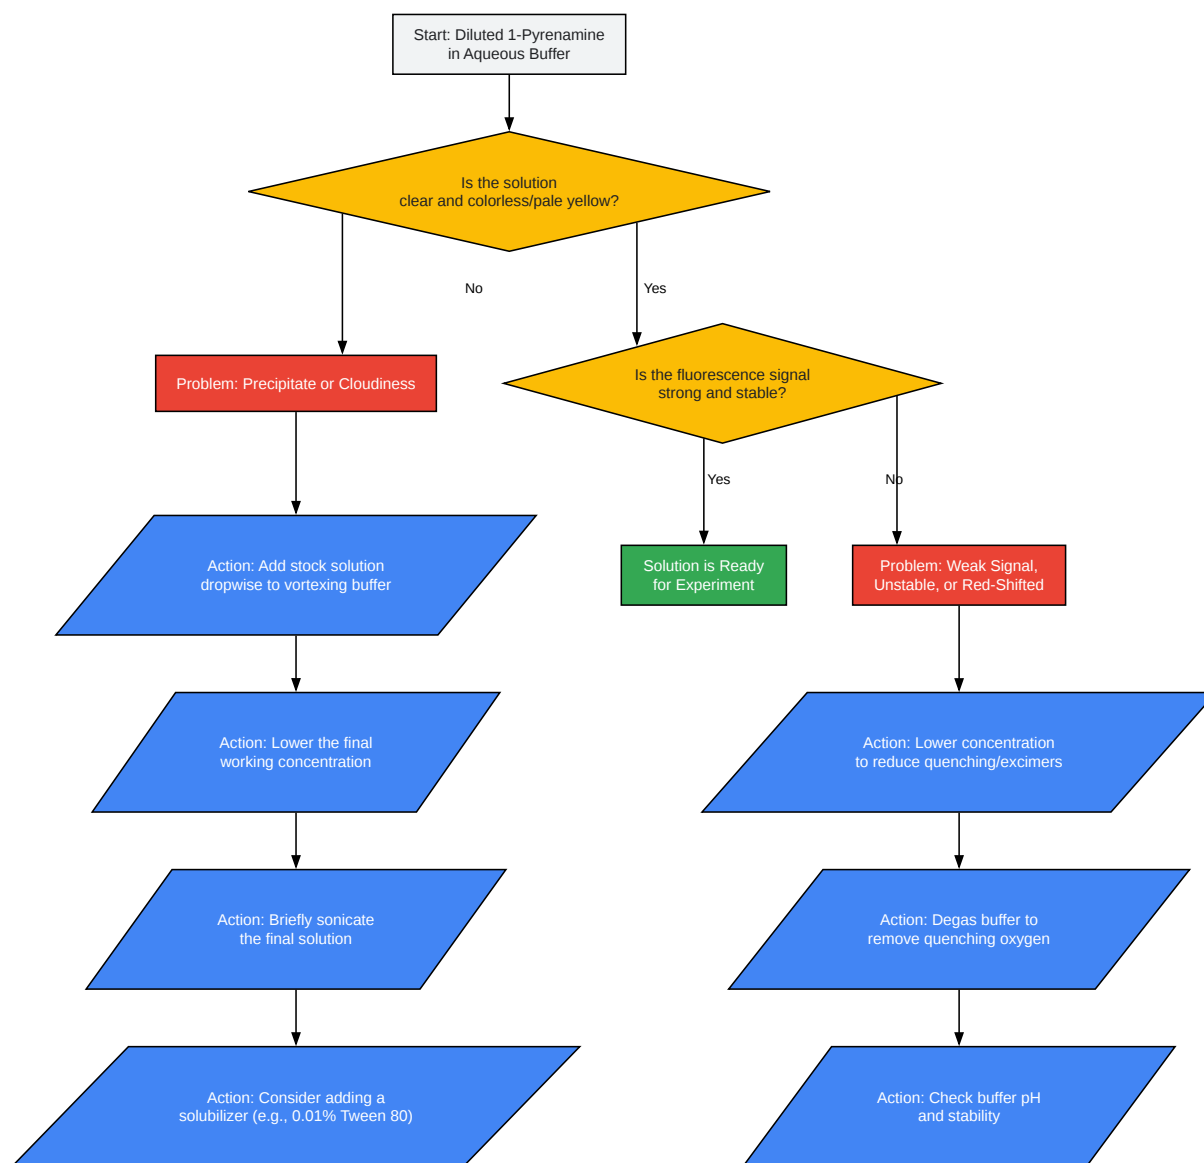 Start: Diluted 1-Pyrenamine
in Aqueous Buffer
Is the solution
clear and colorless/pale yellow?
No
Yes
Problem: Precipitate or Cloudiness
Is the fluorescence signal
strong and stable?
Yes
No
Action: Add stock solution
dropwise to vortexing buffer
Solution is Ready
for Experiment
Problem: Weak Signal,
Unstable, or Red-Shifted
Action: Lower the final
working concentration
Action: Lower concentration
to reduce quenching/excimers
Action: Briefly sonicate
the final solution
Action: Degas buffer to
remove quenching oxygen
Action: Consider adding a
solubilizer (e.g., 0.01% Tween 80)
Action: Check buffer pH
and stability